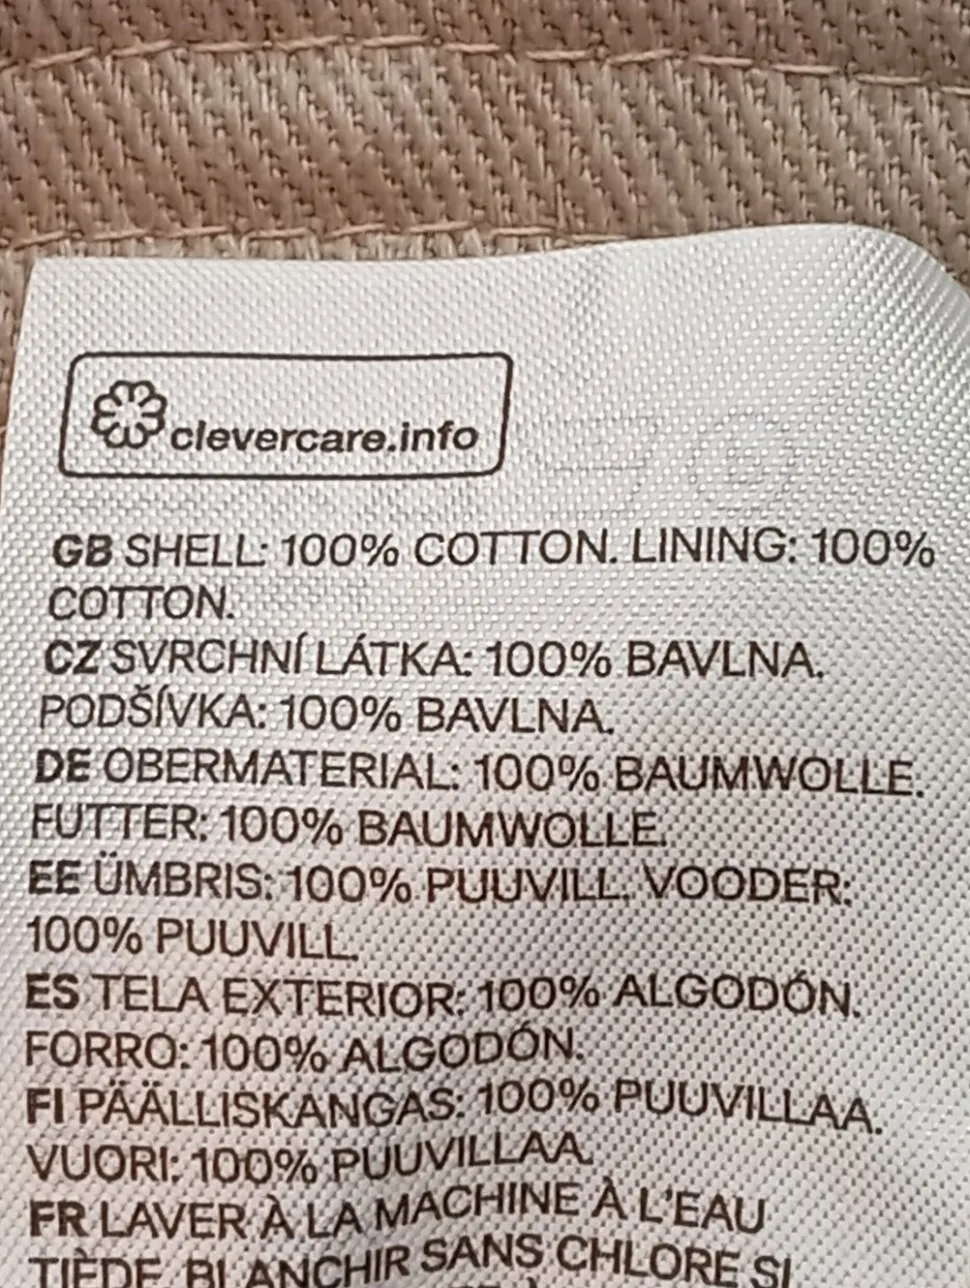 clevercare.info
GB SHELL: 100% COTTON. LINING: 100%
COTTON.
CZ SVRCHNÍ LÁTKA: 100% BAVLNA.
PODŠÍVKA: 100% BAVLNA.
DE OBERMATERIAL: 100% BAUMWOLLE.
FUTTER: 100% BAUMWOLLE.
EE ÜMBRIS: 100% PUUVILL. VOODER:
100% PUUVILL.
ES TELA EXTERIOR: 100% ALGODÓN.
FORRO: 100% ALGODÓN.
FI PÄÄLLISKANGAS: 100% PUUVILLAA.
VUORI: 100% PUUVILLAA.
FR LAVER À LA MACHINE À L'EAU
TIÈDE, BLANCHIR SANS CHLORE SI